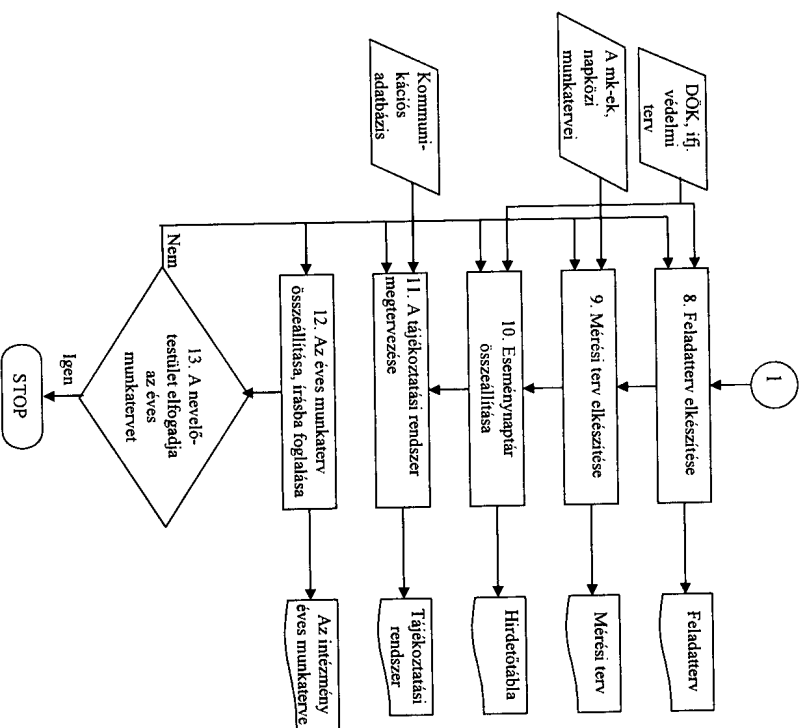 1
DÖK, ifj.
védelmi
terv
8. Feladatterv elkészítése
Feladatterv
A mk-ek,
napközi
munkatervei
9. Mérési terv elkészítése
Mérési terv
10. Eseménynaptár
összeállítása
Hirdetőtábla
Kommuni-
kációs
adatbázis
11. A tájékoztatási rendszer
megtervezése
Tájékoztatási
rendszer
12. Az éves munkaterv
összeállítása, írásba foglalása
Az intézmény
éves munkaterve
Nem
13. A nevelő-
testület elfogadja
az éves
munkatervet
Igen
STOP